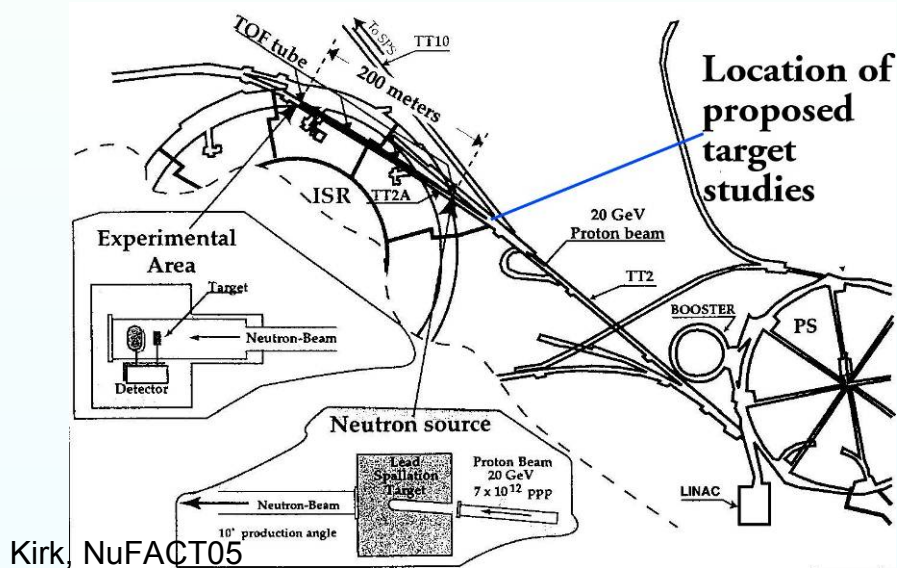 To SPS
TT10
TOF tube
200 meters
Location of
proposed
target
studies
ISR
TT2A
20 GeV
Proton beam
TT2
Experimental
Area
Target
Neutron-Beam
Detector
BOOSTER
PS
LINAC
Neutron source
Lead
Spallation
Target
Proton Beam
20 GeV
7 x 10¹² ppp
Neutron-Beam
10° production angle
Kirk, NuFACT05